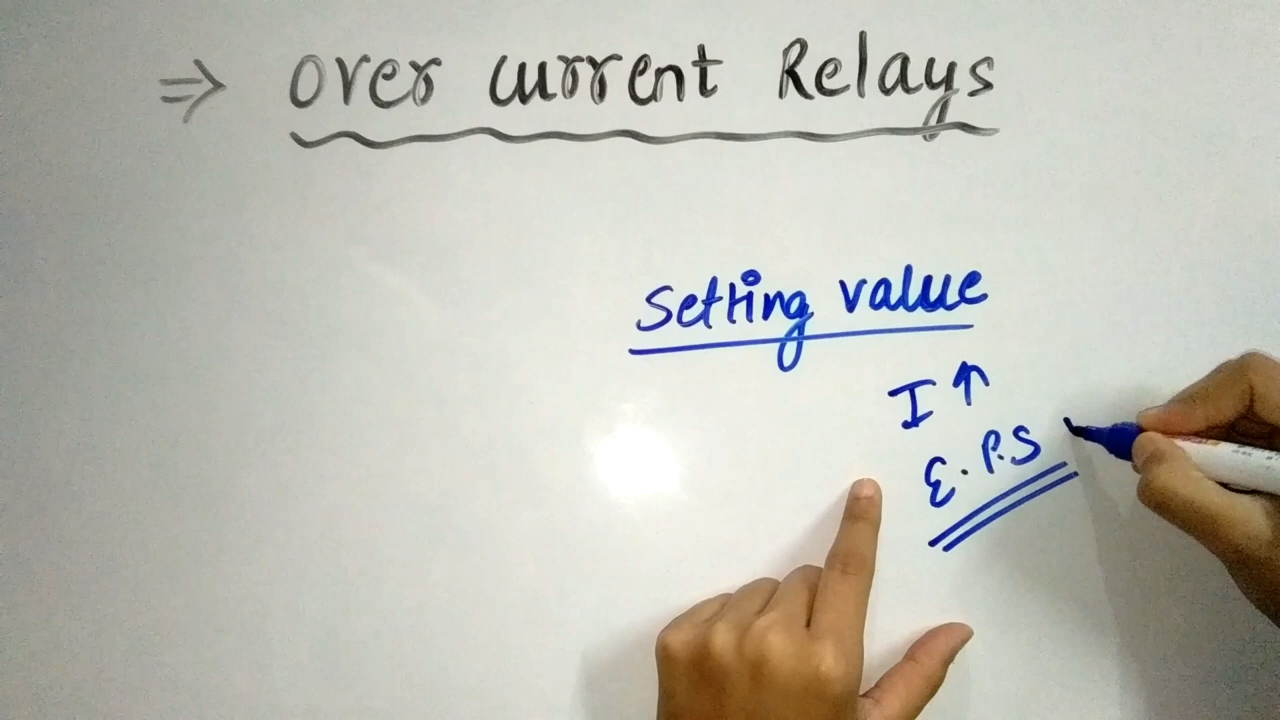 ⇒ Over current Relays
Setting value
I ↑
E.P.S